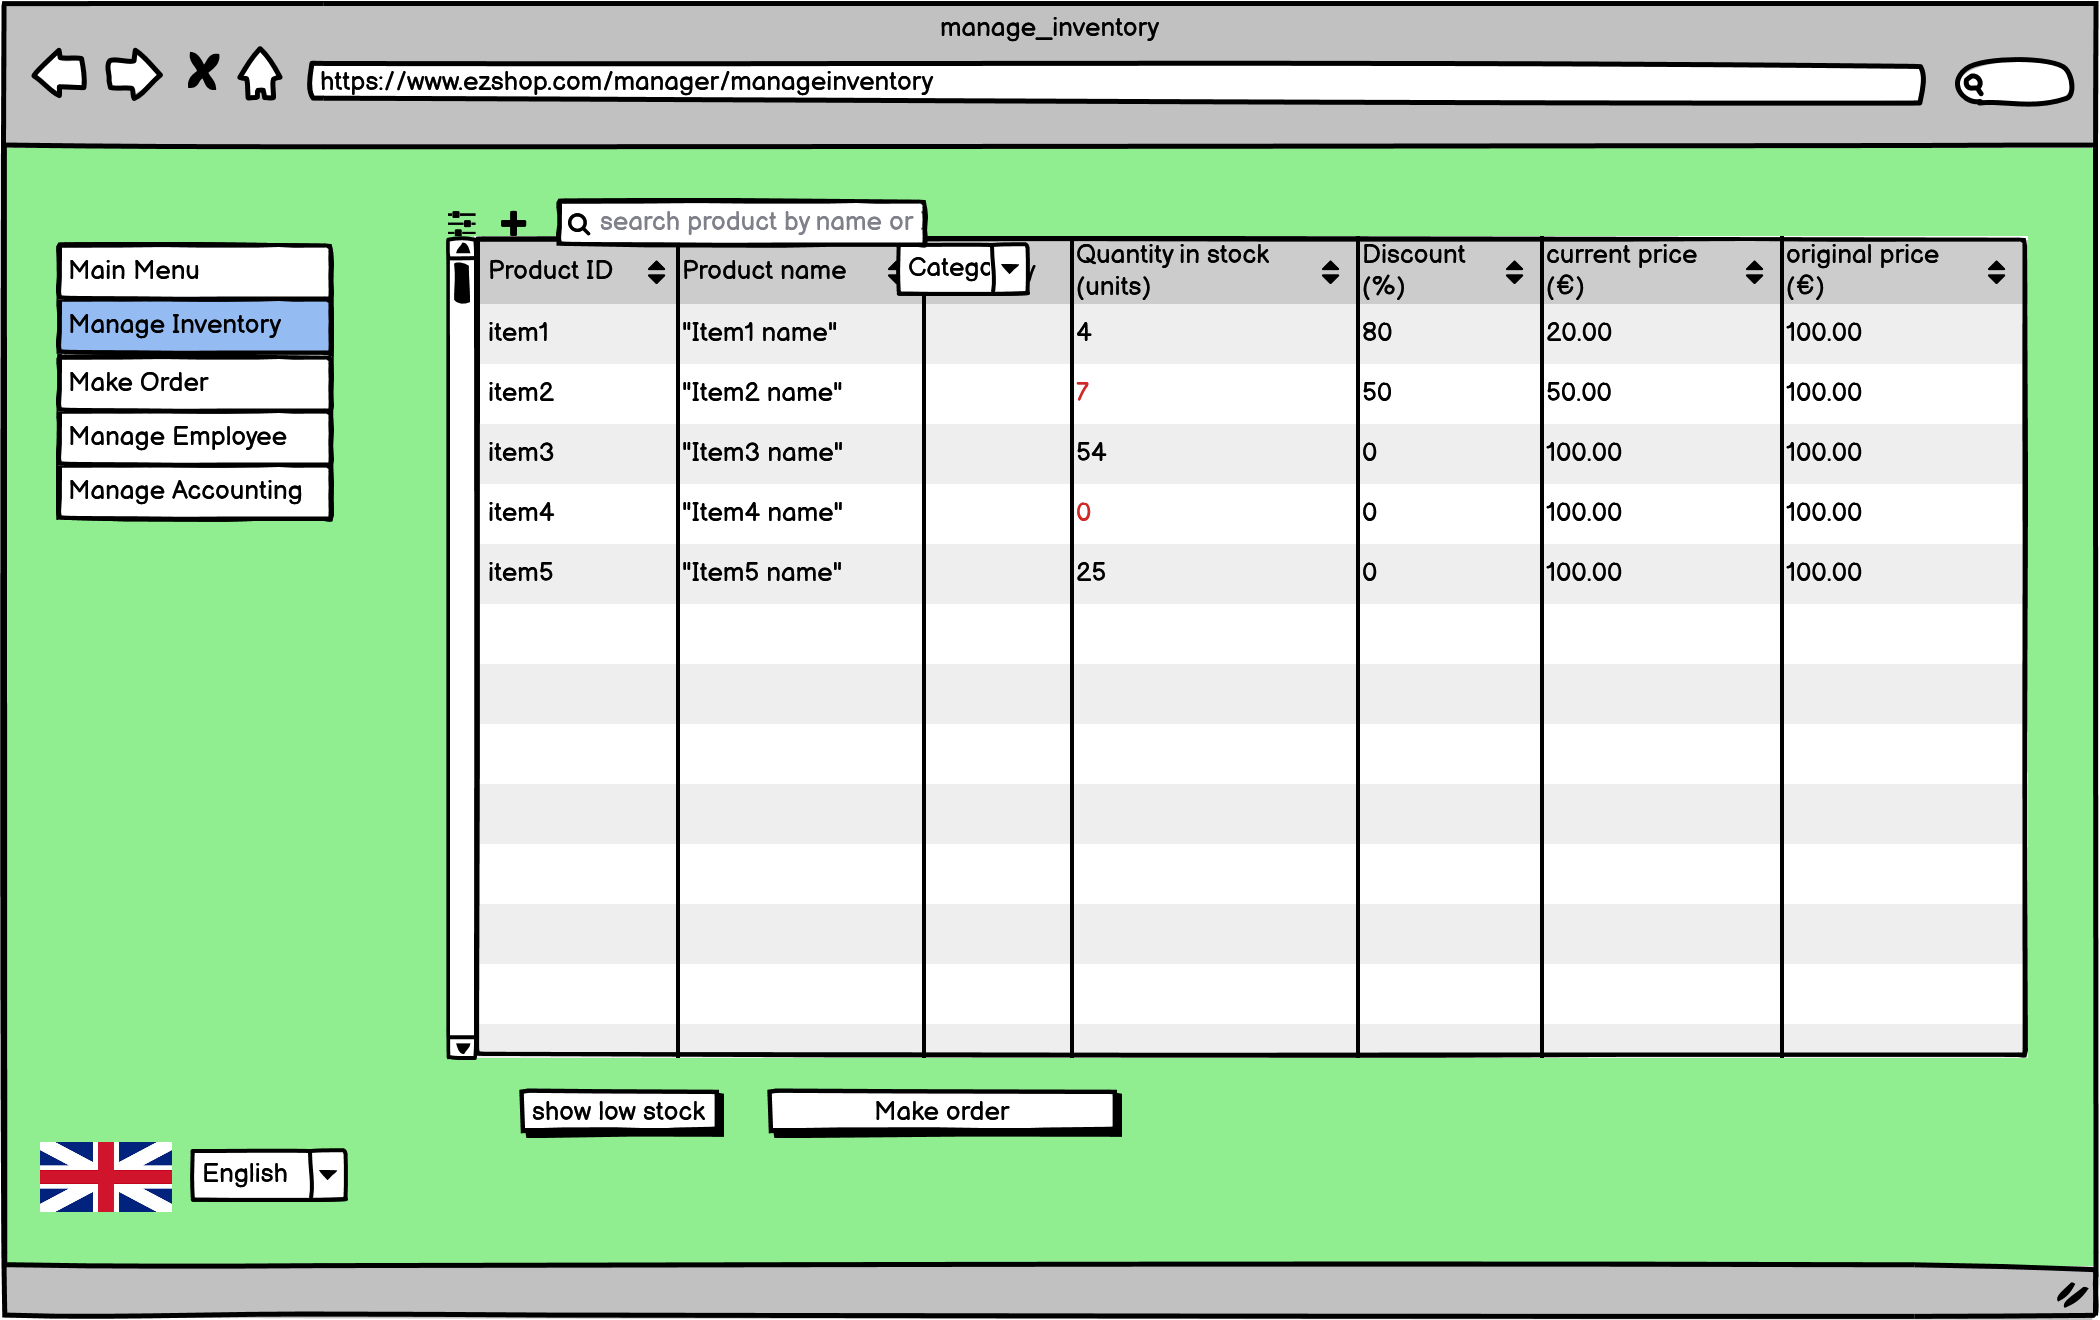 manage_inventory
https://www.ezshop.com/manager/manageinventory
search product by name or
Main Menu
Manage Inventory
Make Order
Manage Employee
Manage Accounting
Product ID Product name Catego Quantity in stock (units) Discount (%) current price (€) original price (€)
item1 "Item1 name" 4 80 20.00 100.00
item2 "Item2 name" 7 50 50.00 100.00
item3 "Item3 name" 54 0 100.00 100.00
item4 "Item4 name" 0 0 100.00 100.00
item5 "Item5 name" 25 0 100.00 100.00
show low stock Make order
English